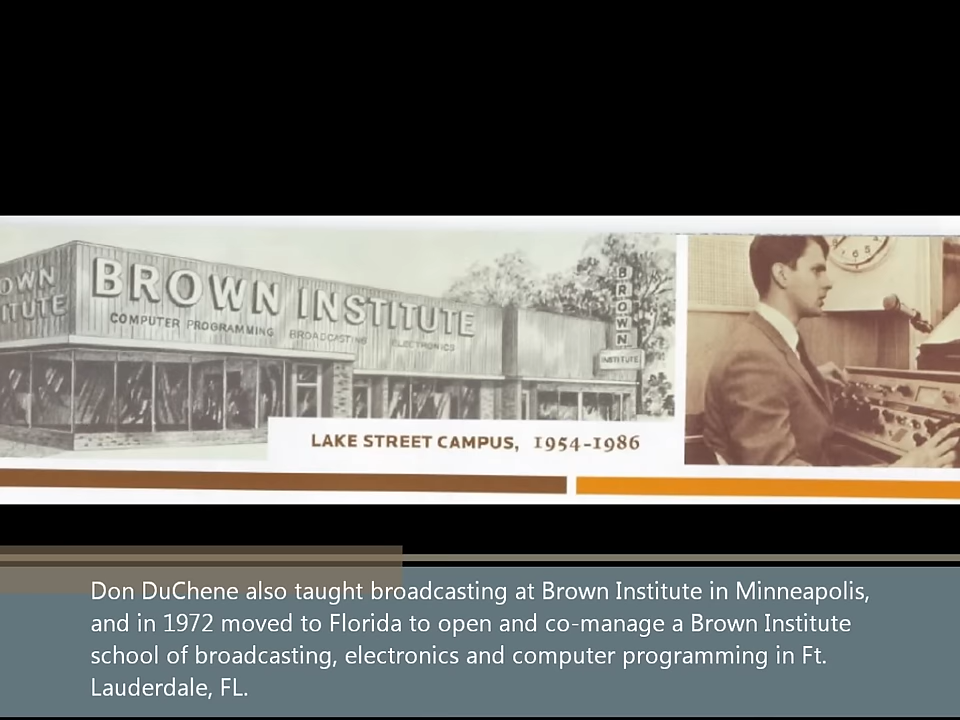 OWN
ITUTE
BROWN INSTITUTE
COMPUTER PROGRAMMING BROADCASTING ELECTRONICS
BROWN
INSTITUTE
LAKE STREET CAMPUS, 1954-1986
Don DuChene also taught broadcasting at Brown Institute in Minneapolis,
and in 1972 moved to Florida to open and co-manage a Brown Institute
school of broadcasting, electronics and computer programming in Ft.
Lauderdale, FL.